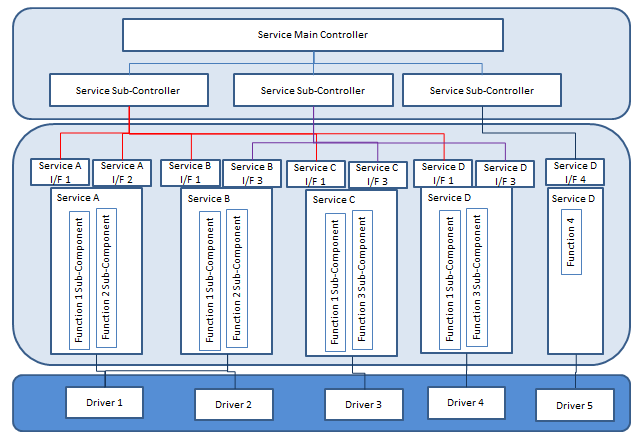 Service Main Controller
Service Sub-Controller
Service Sub-Controller
Service Sub-Controller
Service A
I/F 1
Service A
I/F 2
Service B
I/F 1
Service B
I/F 3
Service C
I/F 1
Service C
I/F 3
Service D
I/F 1
Service D
I/F 3
Service D
I/F 4
Service A
Function 1 Sub-Component
Function 2 Sub-Component
Service B
Function 1 Sub-Component
Function 2 Sub-Component
Service C
Function 1 Sub-Component
Function 3 Sub-Component
Service D
Function 1 Sub-Component
Function 3 Sub-Component
Service D
Function 4
Driver 1
Driver 2
Driver 3
Driver 4
Driver 5